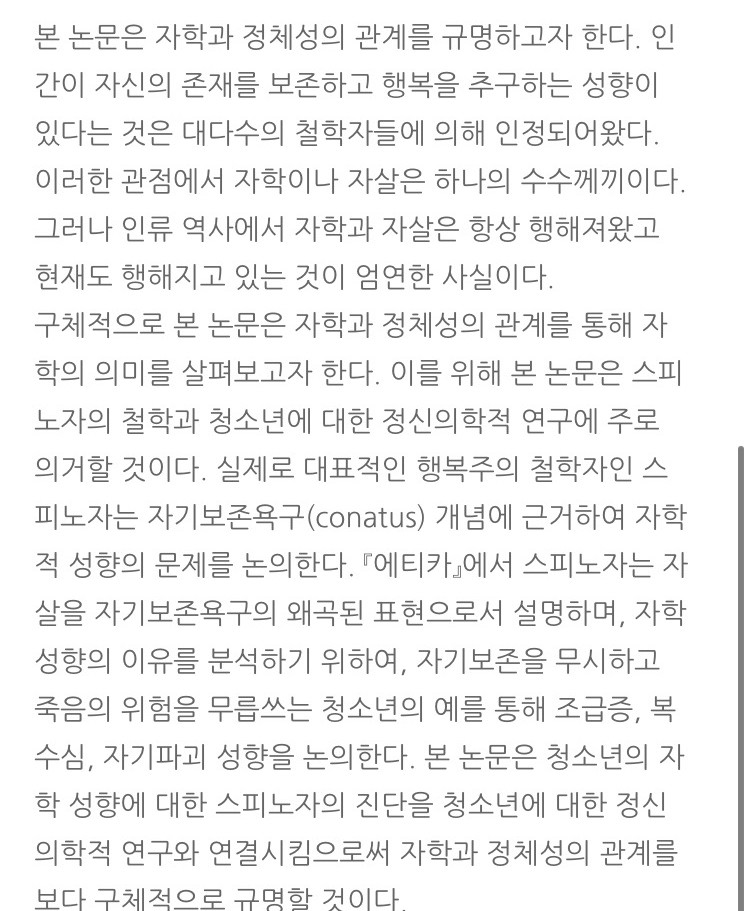 본 논문은 자학과 정체성의 관계를 규명하고자 한다. 인
간이 자신의 존재를 보존하고 행복을 추구하는 성향이
있다는 것은 대다수의 철학자들에 의해 인정되어왔다.
이러한 관점에서 자학이나 자살은 하나의 수수께끼이다.
그러나 인류 역사에서 자학과 자살은 항상 행해져왔고
현재도 행해지고 있는 것이 엄연한 사실이다.
구체적으로 본 논문은 자학과 정체성의 관계를 통해 자
학의 의미를 살펴보고자 한다. 이를 위해 본 논문은 스피
노자의 철학과 청소년에 대한 정신의학적 연구에 주로
의거할 것이다. 실제로 대표적인 행복주의 철학자인 스
피노자는 자기보존욕구(conatus) 개념에 근거하여 자학
적 성향의 문제를 논의한다.『에티카』에서 스피노자는 자
살을 자기보존욕구의 왜곡된 표현으로서 설명하며, 자학
성향의 이유를 분석하기 위하여, 자기보존을 무시하고
죽음의 위험을 무릅쓰는 청소년의 예를 통해 조급증, 복
수심, 자기파괴 성향을 논의한다. 본 논문은 청소년의 자
학 성향에 대한 스피노자의 진단을 청소년에 대한 정신
의학적 연구와 연결시킴으로써 자학과 정체성의 관계를
보다 구체적으로 규명할 것이다.